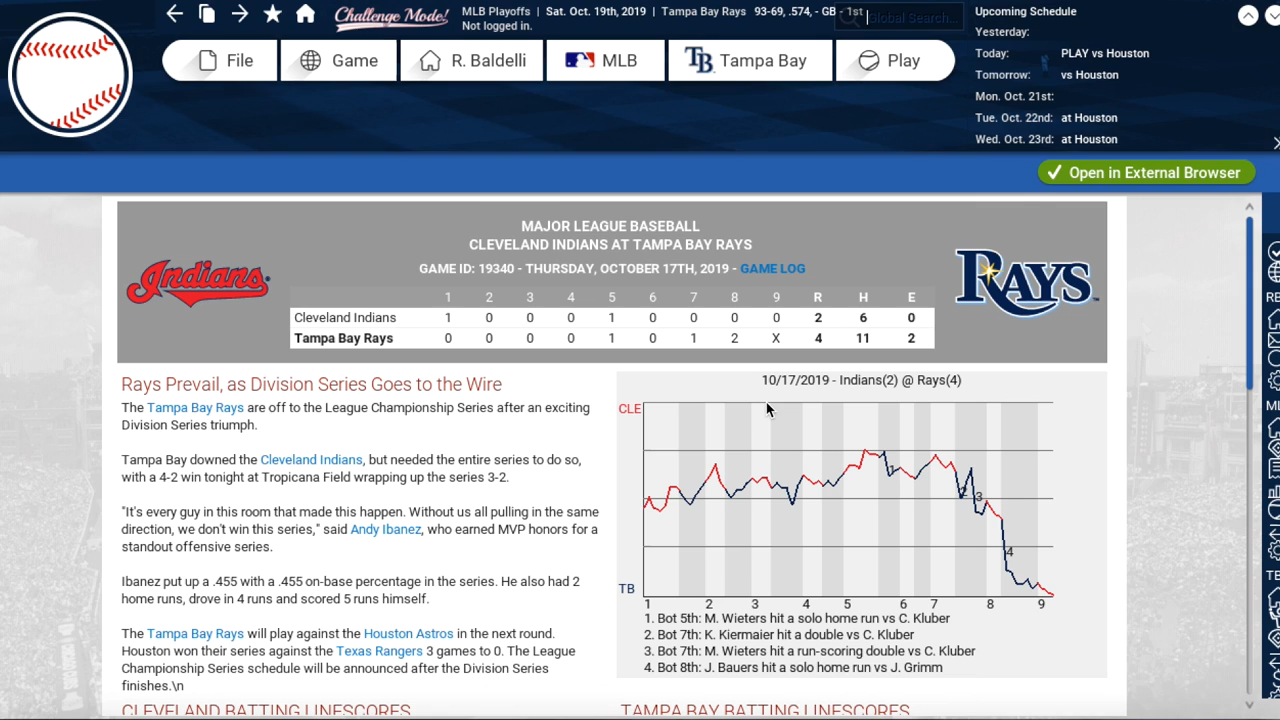 Challenge Mode!
MLB Playoffs | Sat. Oct. 19th, 2019 | Tampa Bay Rays 93-69, .574, - GB - 1st
Not logged in.
Global Search...
File
Game
R. Baldelli
MLB
Tampa Bay
Play
Upcoming Schedule
Yesterday:
Today: PLAY vs Houston
Tomorrow: vs Houston
Mon. Oct. 21st:
Tue. Oct. 22nd: at Houston
Wed. Oct. 23rd: at Houston
Open in External Browser
MAJOR LEAGUE BASEBALL
CLEVELAND INDIANS AT TAMPA BAY RAYS
GAME ID: 19340 - THURSDAY, OCTOBER 17TH, 2019 - GAME LOG
Indians
RAYS
1 2 3 4 5 6 7 8 9 R H E
Cleveland Indians 1 0 0 0 1 0 0 0 0 2 6 0
Tampa Bay Rays 0 0 0 0 1 0 1 2 X 4 11 2
Rays Prevail, as Division Series Goes to the Wire
The Tampa Bay Rays are off to the League Championship Series after an exciting
Division Series triumph.
Tampa Bay downed the Cleveland Indians, but needed the entire series to do so,
with a 4-2 win tonight at Tropicana Field wrapping up the series 3-2.
"It's every guy in this room that made this happen. Without us all pulling in the same
direction, we don't win this series," said Andy Ibanez, who earned MVP honors for a
standout offensive series.
Ibanez put up a .455 with a .455 on-base percentage in the series. He also had 2
home runs, drove in 4 runs and scored 5 runs himself.
The Tampa Bay Rays will play against the Houston Astros in the next round.
Houston won their series against the Texas Rangers 3 games to 0. The League
Championship Series schedule will be announced after the Division Series
finishes.\n
10/17/2019 - Indians(2) @ Rays(4)
CLE
TB
1 2 3 4 5 6 7 8 9
1. Bot 5th: M. Wieters hit a solo home run vs C. Kluber
2. Bot 7th: K. Kiermaier hit a double vs C. Kluber
3. Bot 7th: M. Wieters hit a run-scoring double vs C. Kluber
4. Bot 8th: J. Bauers hit a solo home run vs J. Grimm
CLEVELAND BATTING LINESCORES
TAMPA BAY BATTING LINESCORES